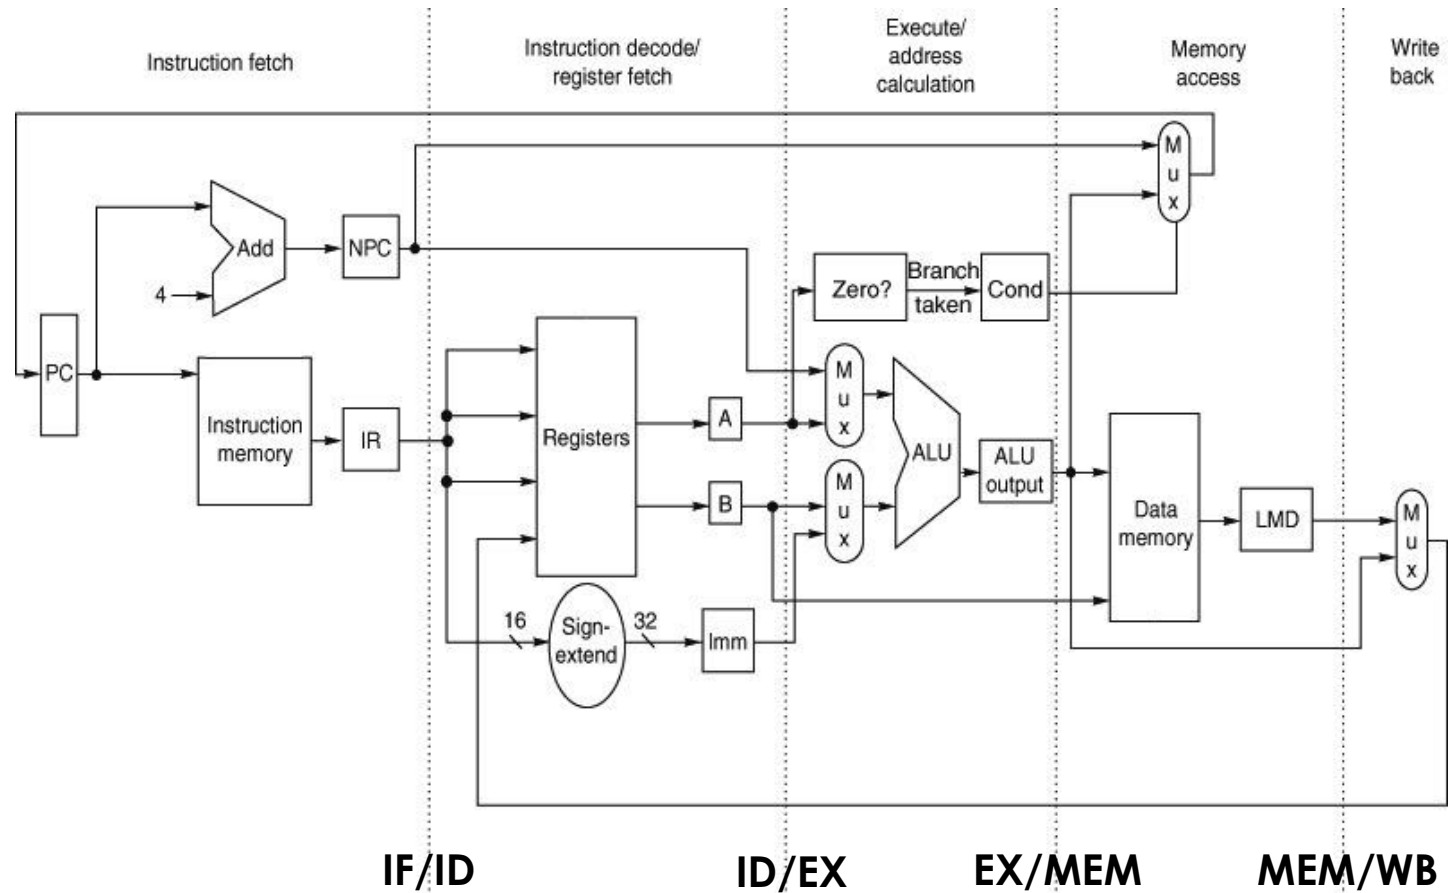 Instruction fetch
Instruction decode/
register fetch
Execute/
address
calculation
Memory
access
Write
back
M
u
x
Add
NPC
4
Branch
taken
Zero?
Cond
PC
Instruction
memory
IR
Registers
A
B
M
u
x
M
u
x
ALU
ALU
output
Data
memory
LMD
M
u
x
16
Sign-
extend
32
Imm
IF/ID
ID/EX
EX/MEM
MEM/WB